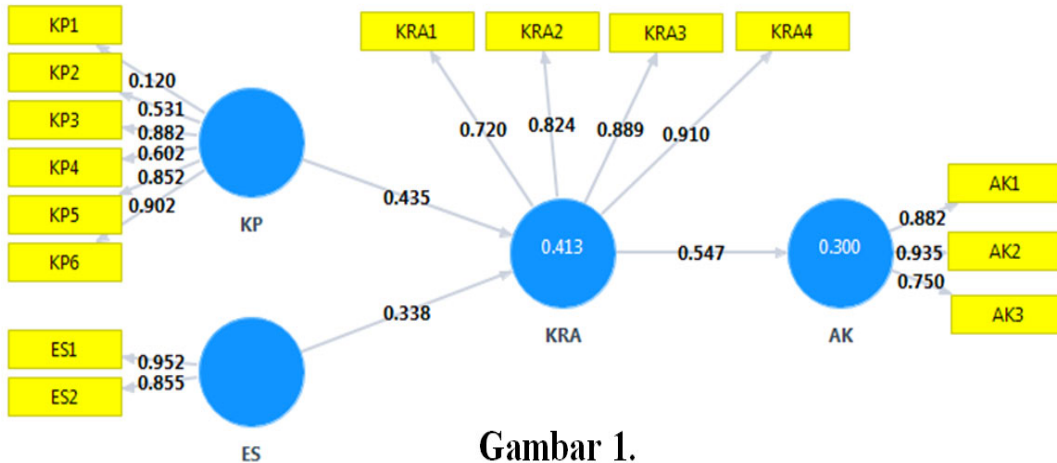 KP1
KP2
KP3
KP4
KP5
KP6
0.120
0.531
0.882
0.602
0.852
0.902
KP
ES1
ES2
0.952
0.855
ES
0.435
0.338
KRA1
KRA2
KRA3
KRA4
0.720
0.824
0.889
0.910
0.413
KRA
0.547
0.300
AK
0.882
0.935
0.750
AK1
AK2
AK3
Gambar 1.